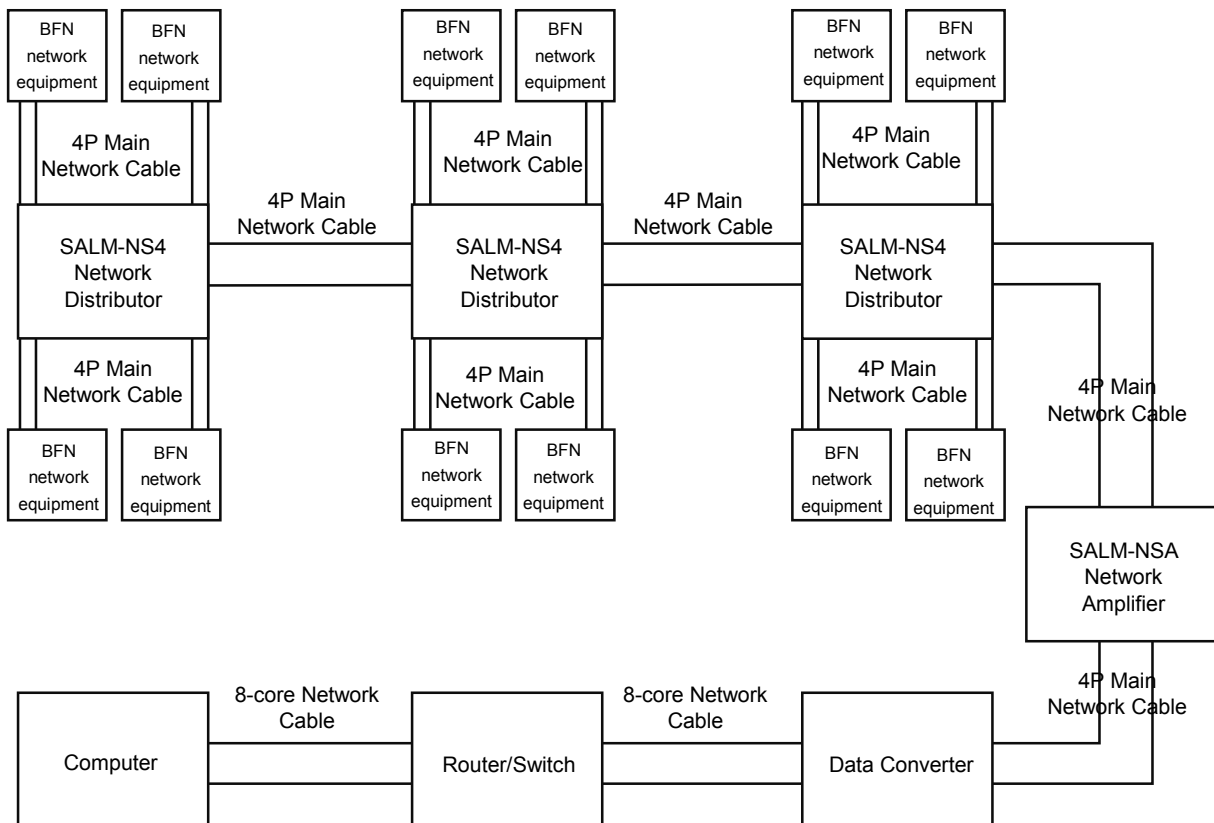 BFN
network
equipment
BFN
network
equipment
BFN
network
equipment
BFN
network
equipment
BFN
network
equipment
BFN
network
equipment
4P Main
Network Cable
4P Main
Network Cable
4P Main
Network Cable
SALM-NS4
Network
Distributor
4P Main
Network Cable
SALM-NS4
Network
Distributor
4P Main
Network Cable
SALM-NS4
Network
Distributor
4P Main
Network Cable
4P Main
Network Cable
4P Main
Network Cable
4P Main
Network Cable
BFN
network
equipment
BFN
network
equipment
BFN
network
equipment
BFN
network
equipment
BFN
network
equipment
BFN
network
equipment
SALM-NSA
Network
Amplifier
4P Main
Network Cable
Computer
8-core Network
Cable
Router/Switch
8-core Network
Cable
Data Converter